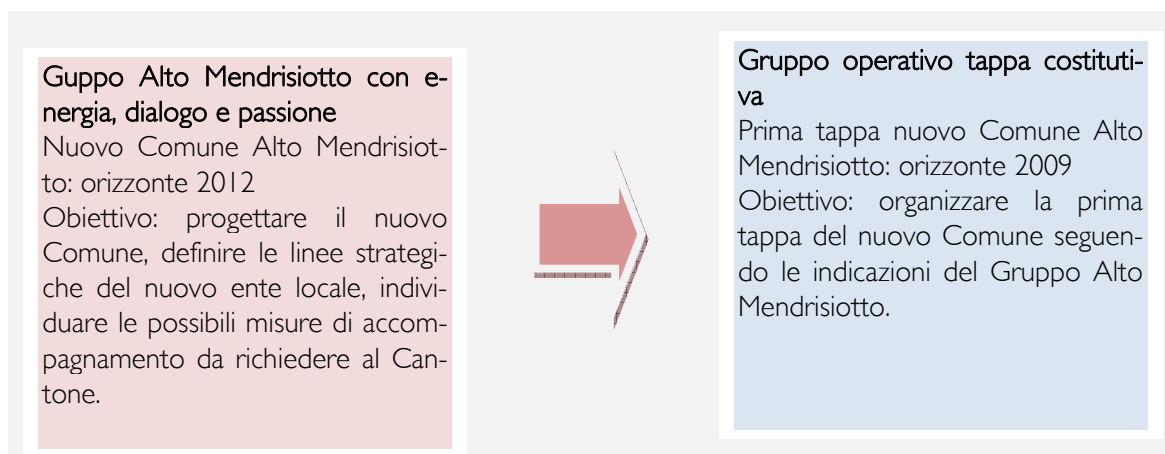 Guppo Alto Mendrisiotto con e-
nergia, dialogo e passione
Nuovo Comune Alto Mendrisiot-
to: orizzonte 2012
Obiettivo: progettare il nuovo
Comune, definire le linee strategi-
che del nuovo ente locale, indivi-
duare le possibili misure di accom-
pagnamento da richiedere al Can-
tone.
Gruppo operativo tappa costituti-
va
Prima tappa nuovo Comune Alto
Mendrisiotto: orizzonte 2009
Obiettivo: organizzare la prima
tappa del nuovo Comune seguen-
do le indicazioni del Gruppo Alto
Mendrisiotto.